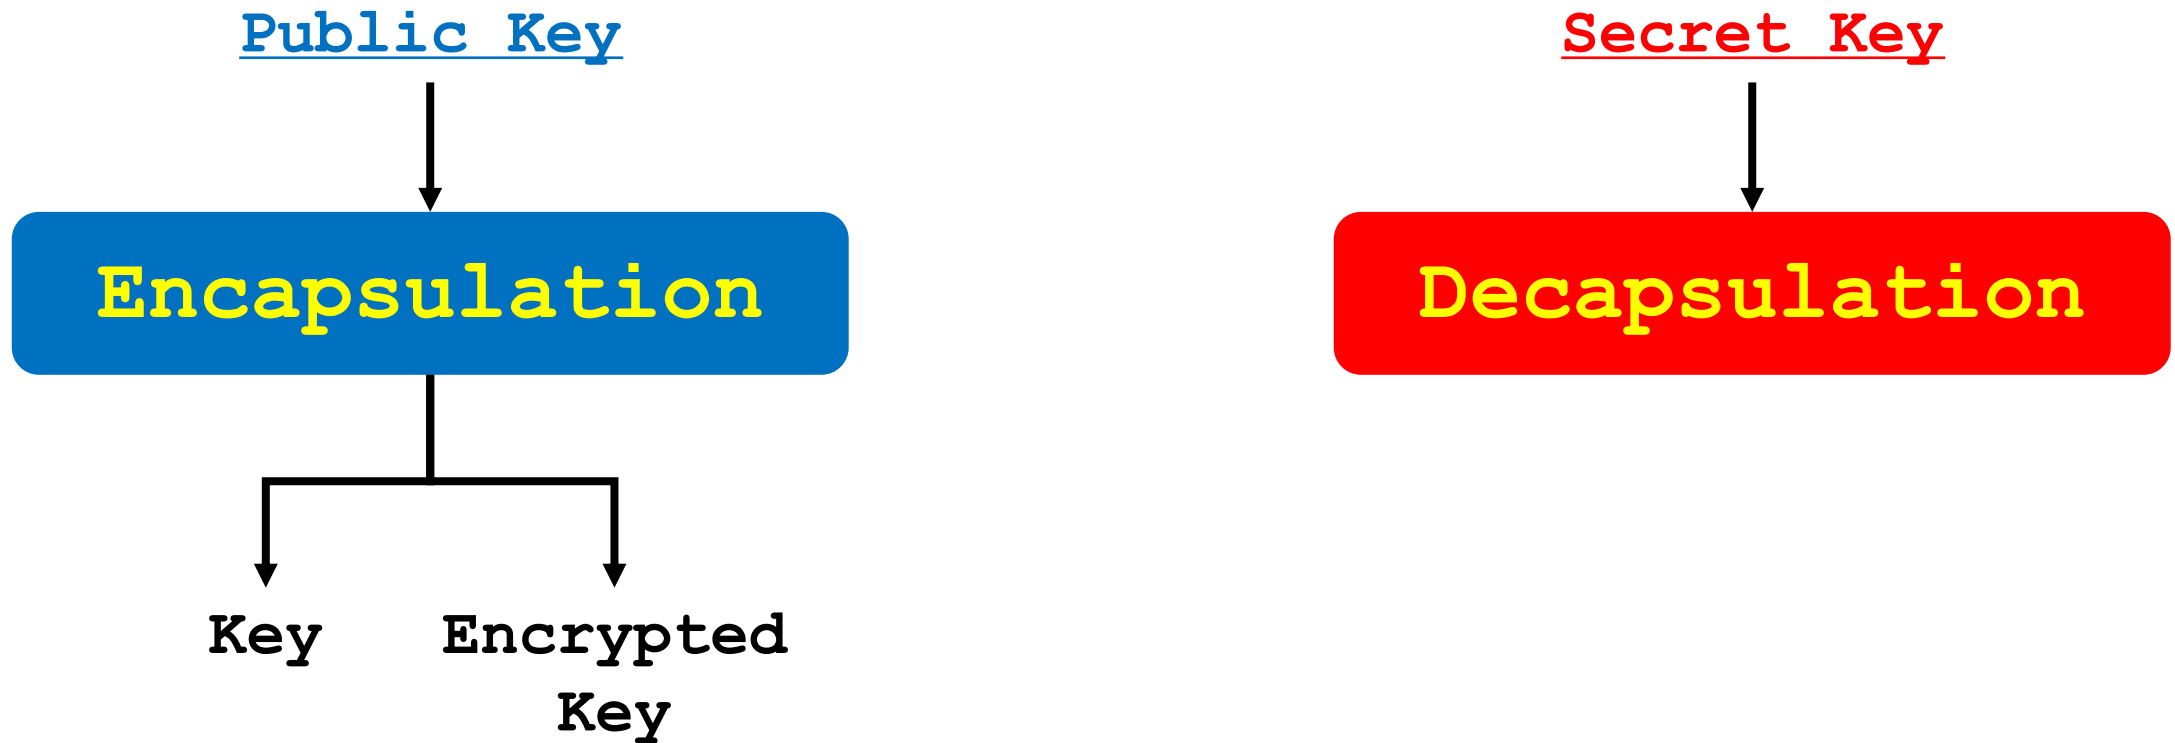 Public Key
Secret Key
Encapsulation
Decapsulation
Key
Encrypted
Key